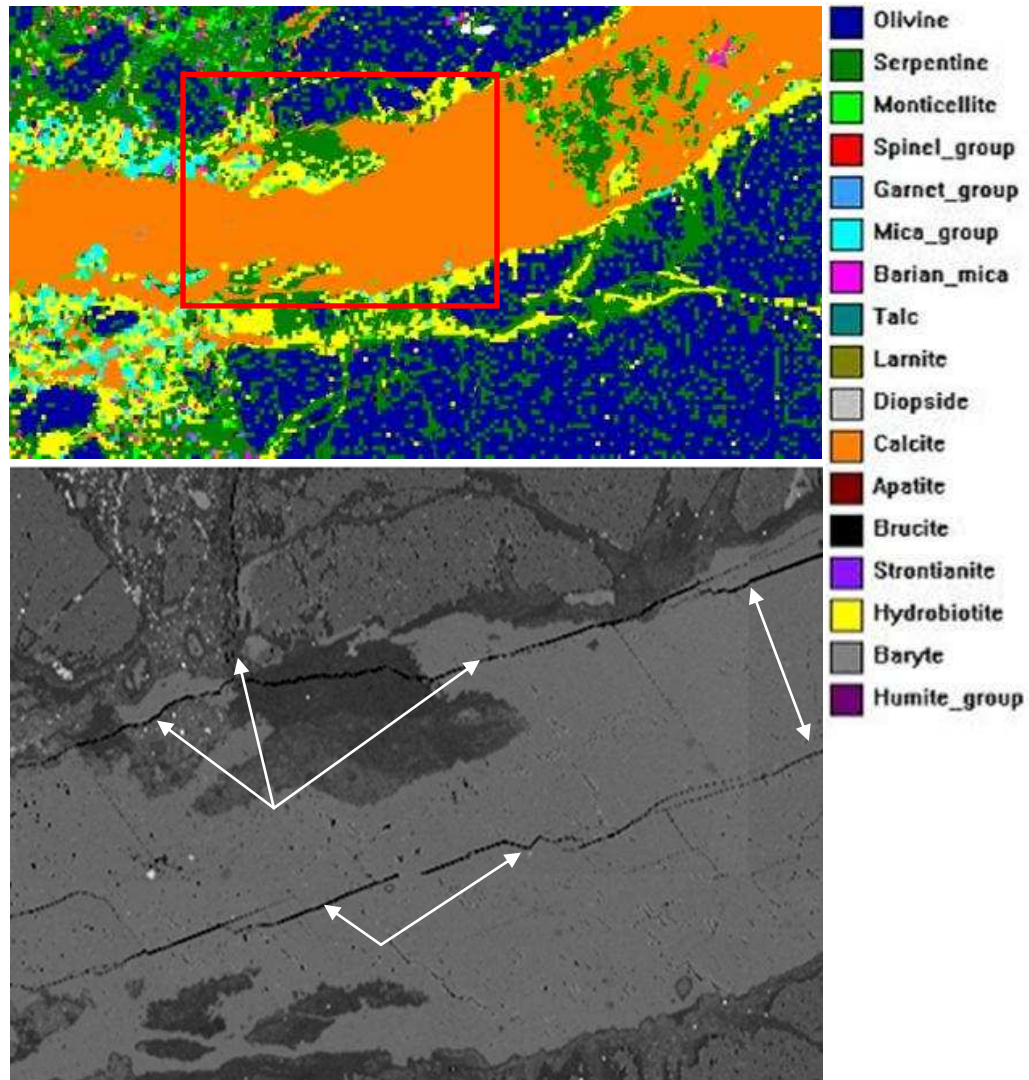 Olivine
Serpentine
Monticellite
Spinel_group
Garnet_group
Mica_group
Barian_mica
Talc
Larnite
Diopside
Calcite
Apatite
Brucite
Strontianite
Hydrobiotite
Baryte
Humite_group